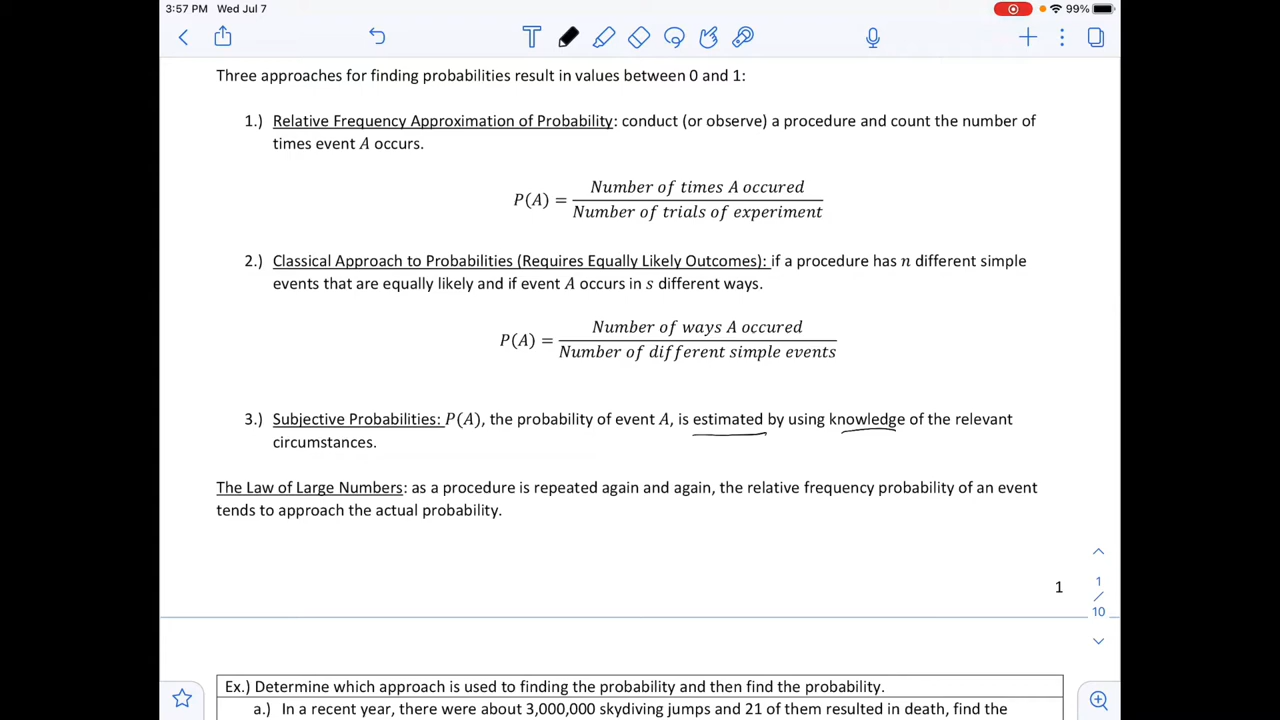 3:57 PM Wed Jul 7
99%
Three approaches for finding probabilities result in values between 0 and 1:
1.) Relative Frequency Approximation of Probability: conduct (or observe) a procedure and count the number of
times event A occurs.
P(A) = Number of times A occured / Number of trials of experiment
2.) Classical Approach to Probabilities (Requires Equally Likely Outcomes): if a procedure has n different simple
events that are equally likely and if event A occurs in s different ways.
P(A) = Number of ways A occured / Number of different simple events
3.) Subjective Probabilities: P(A), the probability of event A, is estimated by using knowledge of the relevant
circumstances.
The Law of Large Numbers: as a procedure is repeated again and again, the relative frequency probability of an event
tends to approach the actual probability.
1
1 / 10
Ex.) Determine which approach is used to finding the probability and then find the probability.
a.) In a recent year, there were about 3,000,000 skydiving jumps and 21 of them resulted in death, find the